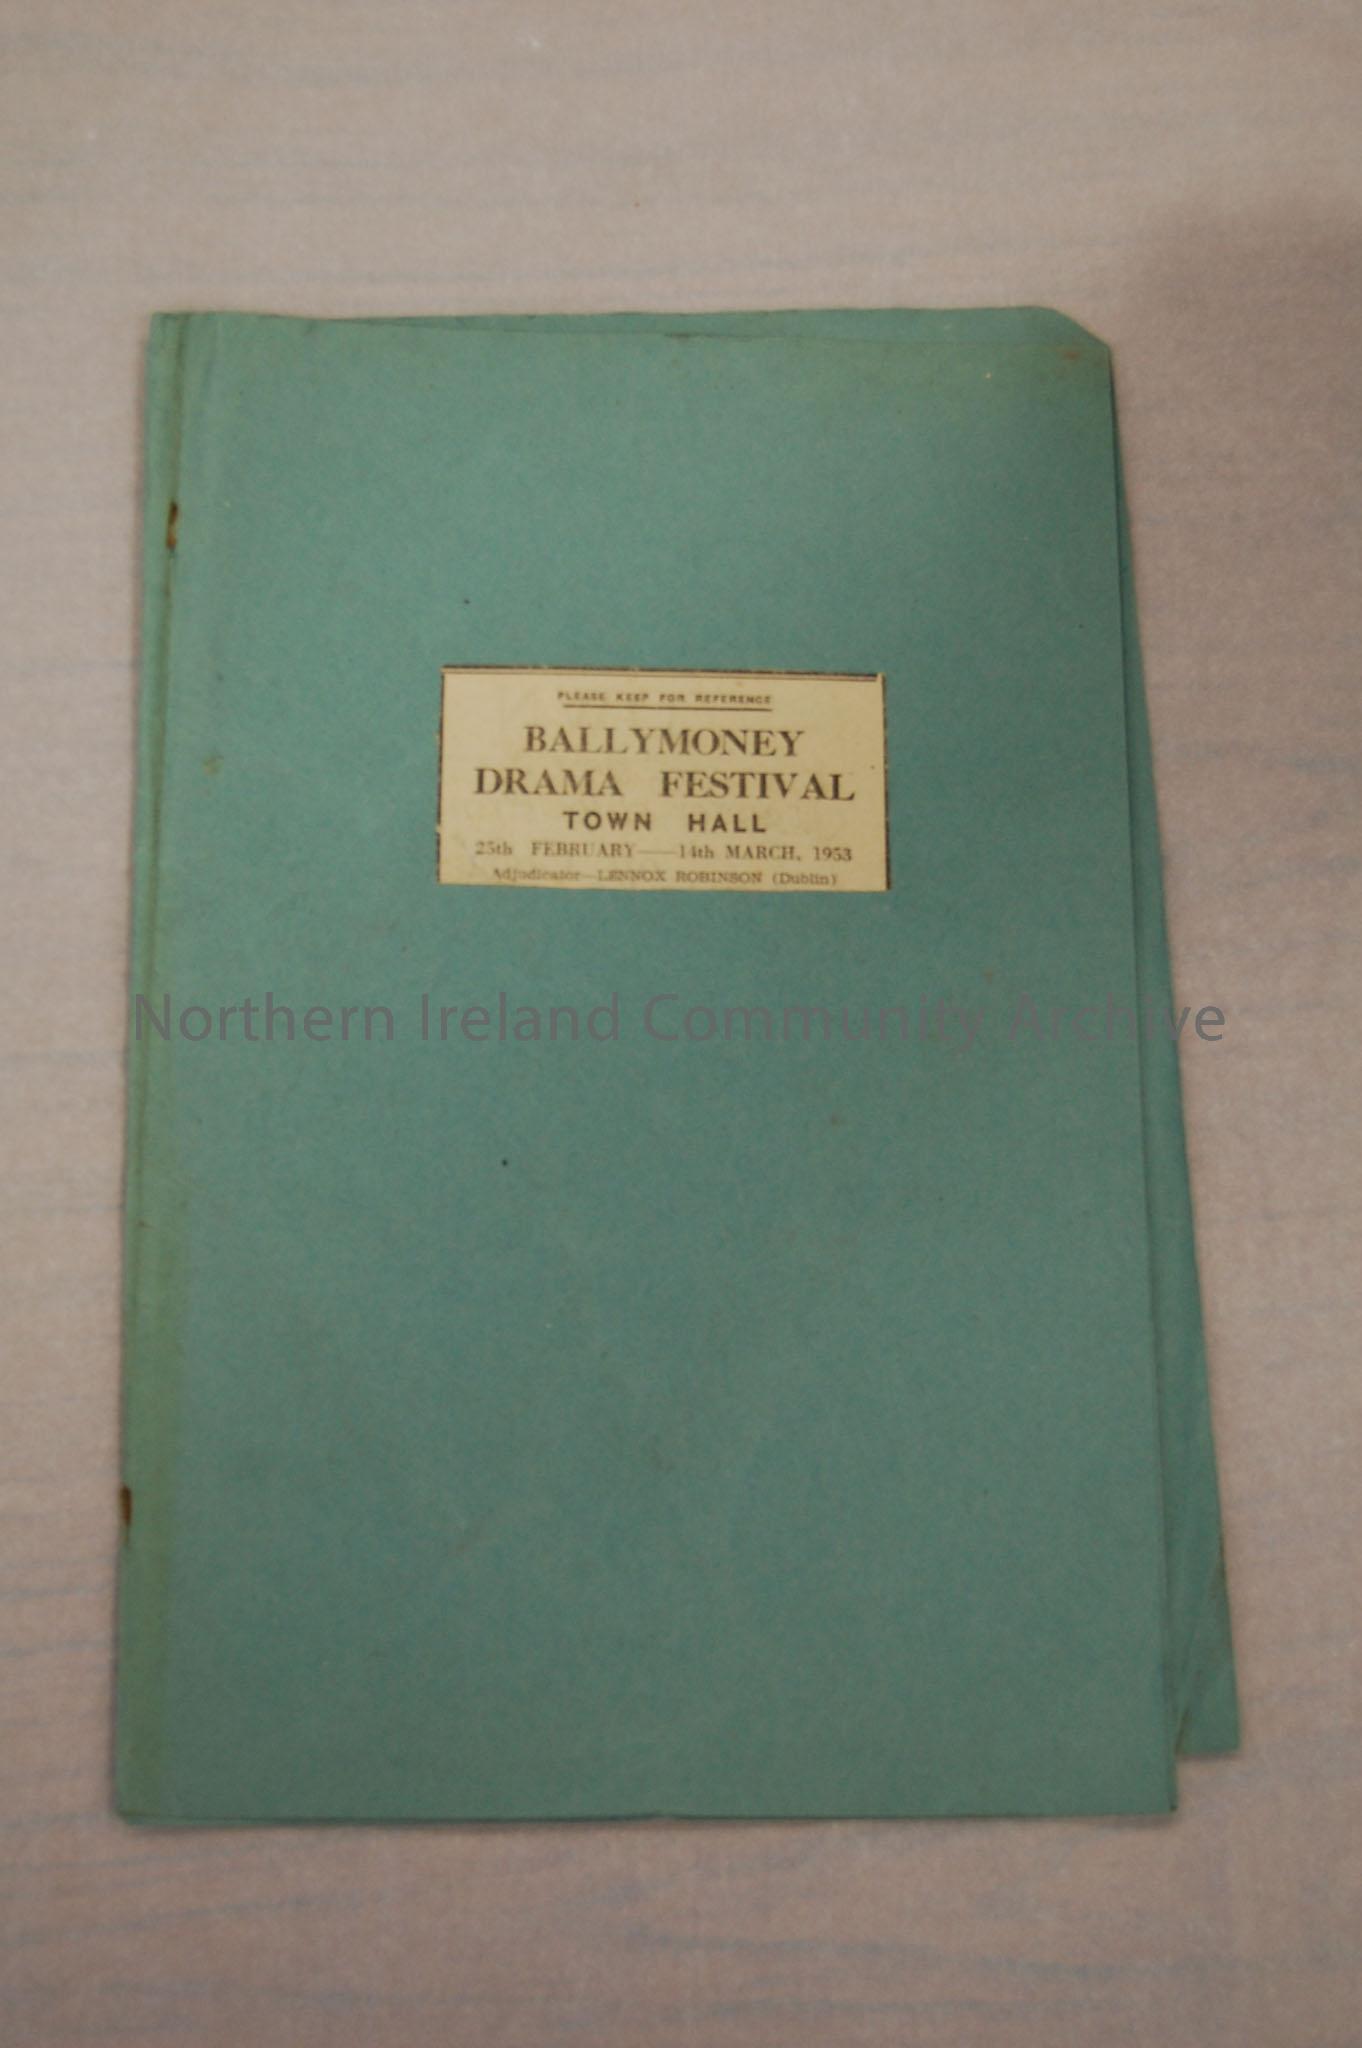 PLEASE KEEP FOR REFERENCE
BALLYMONEY
DRAMA FESTIVAL
TOWN HALL
25th FEBRUARY——14th MARCH, 1953
Adjudicator—LENNOX ROBINSON (Dublin)
Northern Ireland Community Archive